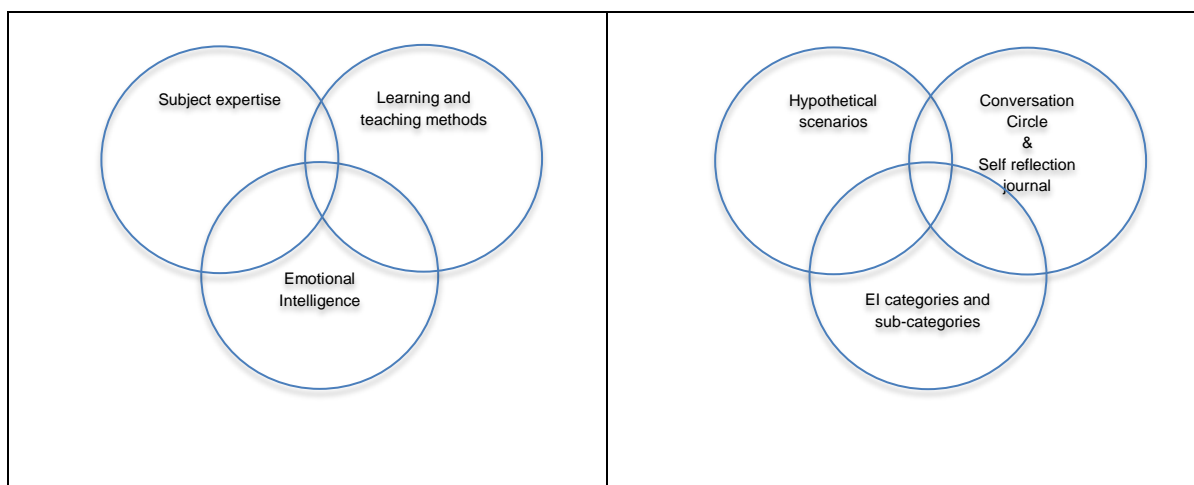 Subject expertise
Learning and
teaching methods
Emotional
Intelligence
Hypothetical
scenarios
Conversation
Circle
&
Self reflection
journal
EI categories and
sub-categories